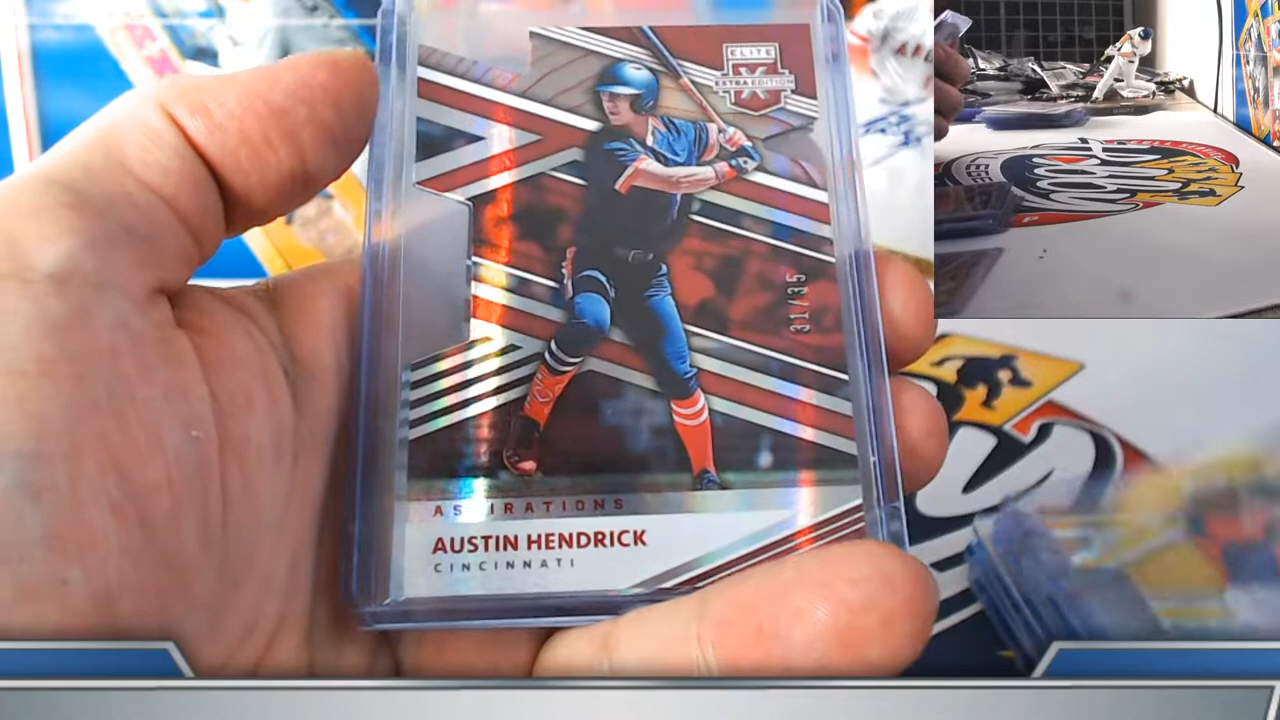 ELITE
X
EXTRA EDITION
31/35
ASPIRATIONS
AUSTIN HENDRICK
CINCINNATI